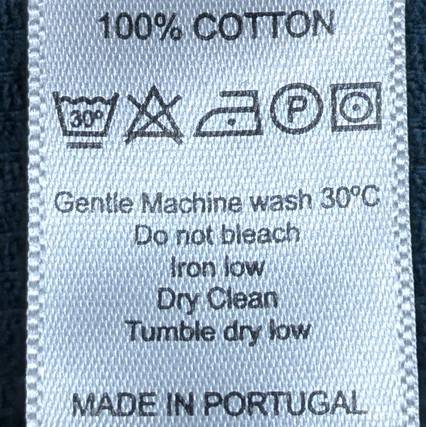 100% COTTON
30° P
Gentle Machine wash 30°C
Do not bleach
Iron low
Dry Clean
Tumble dry low
MADE IN PORTUGAL